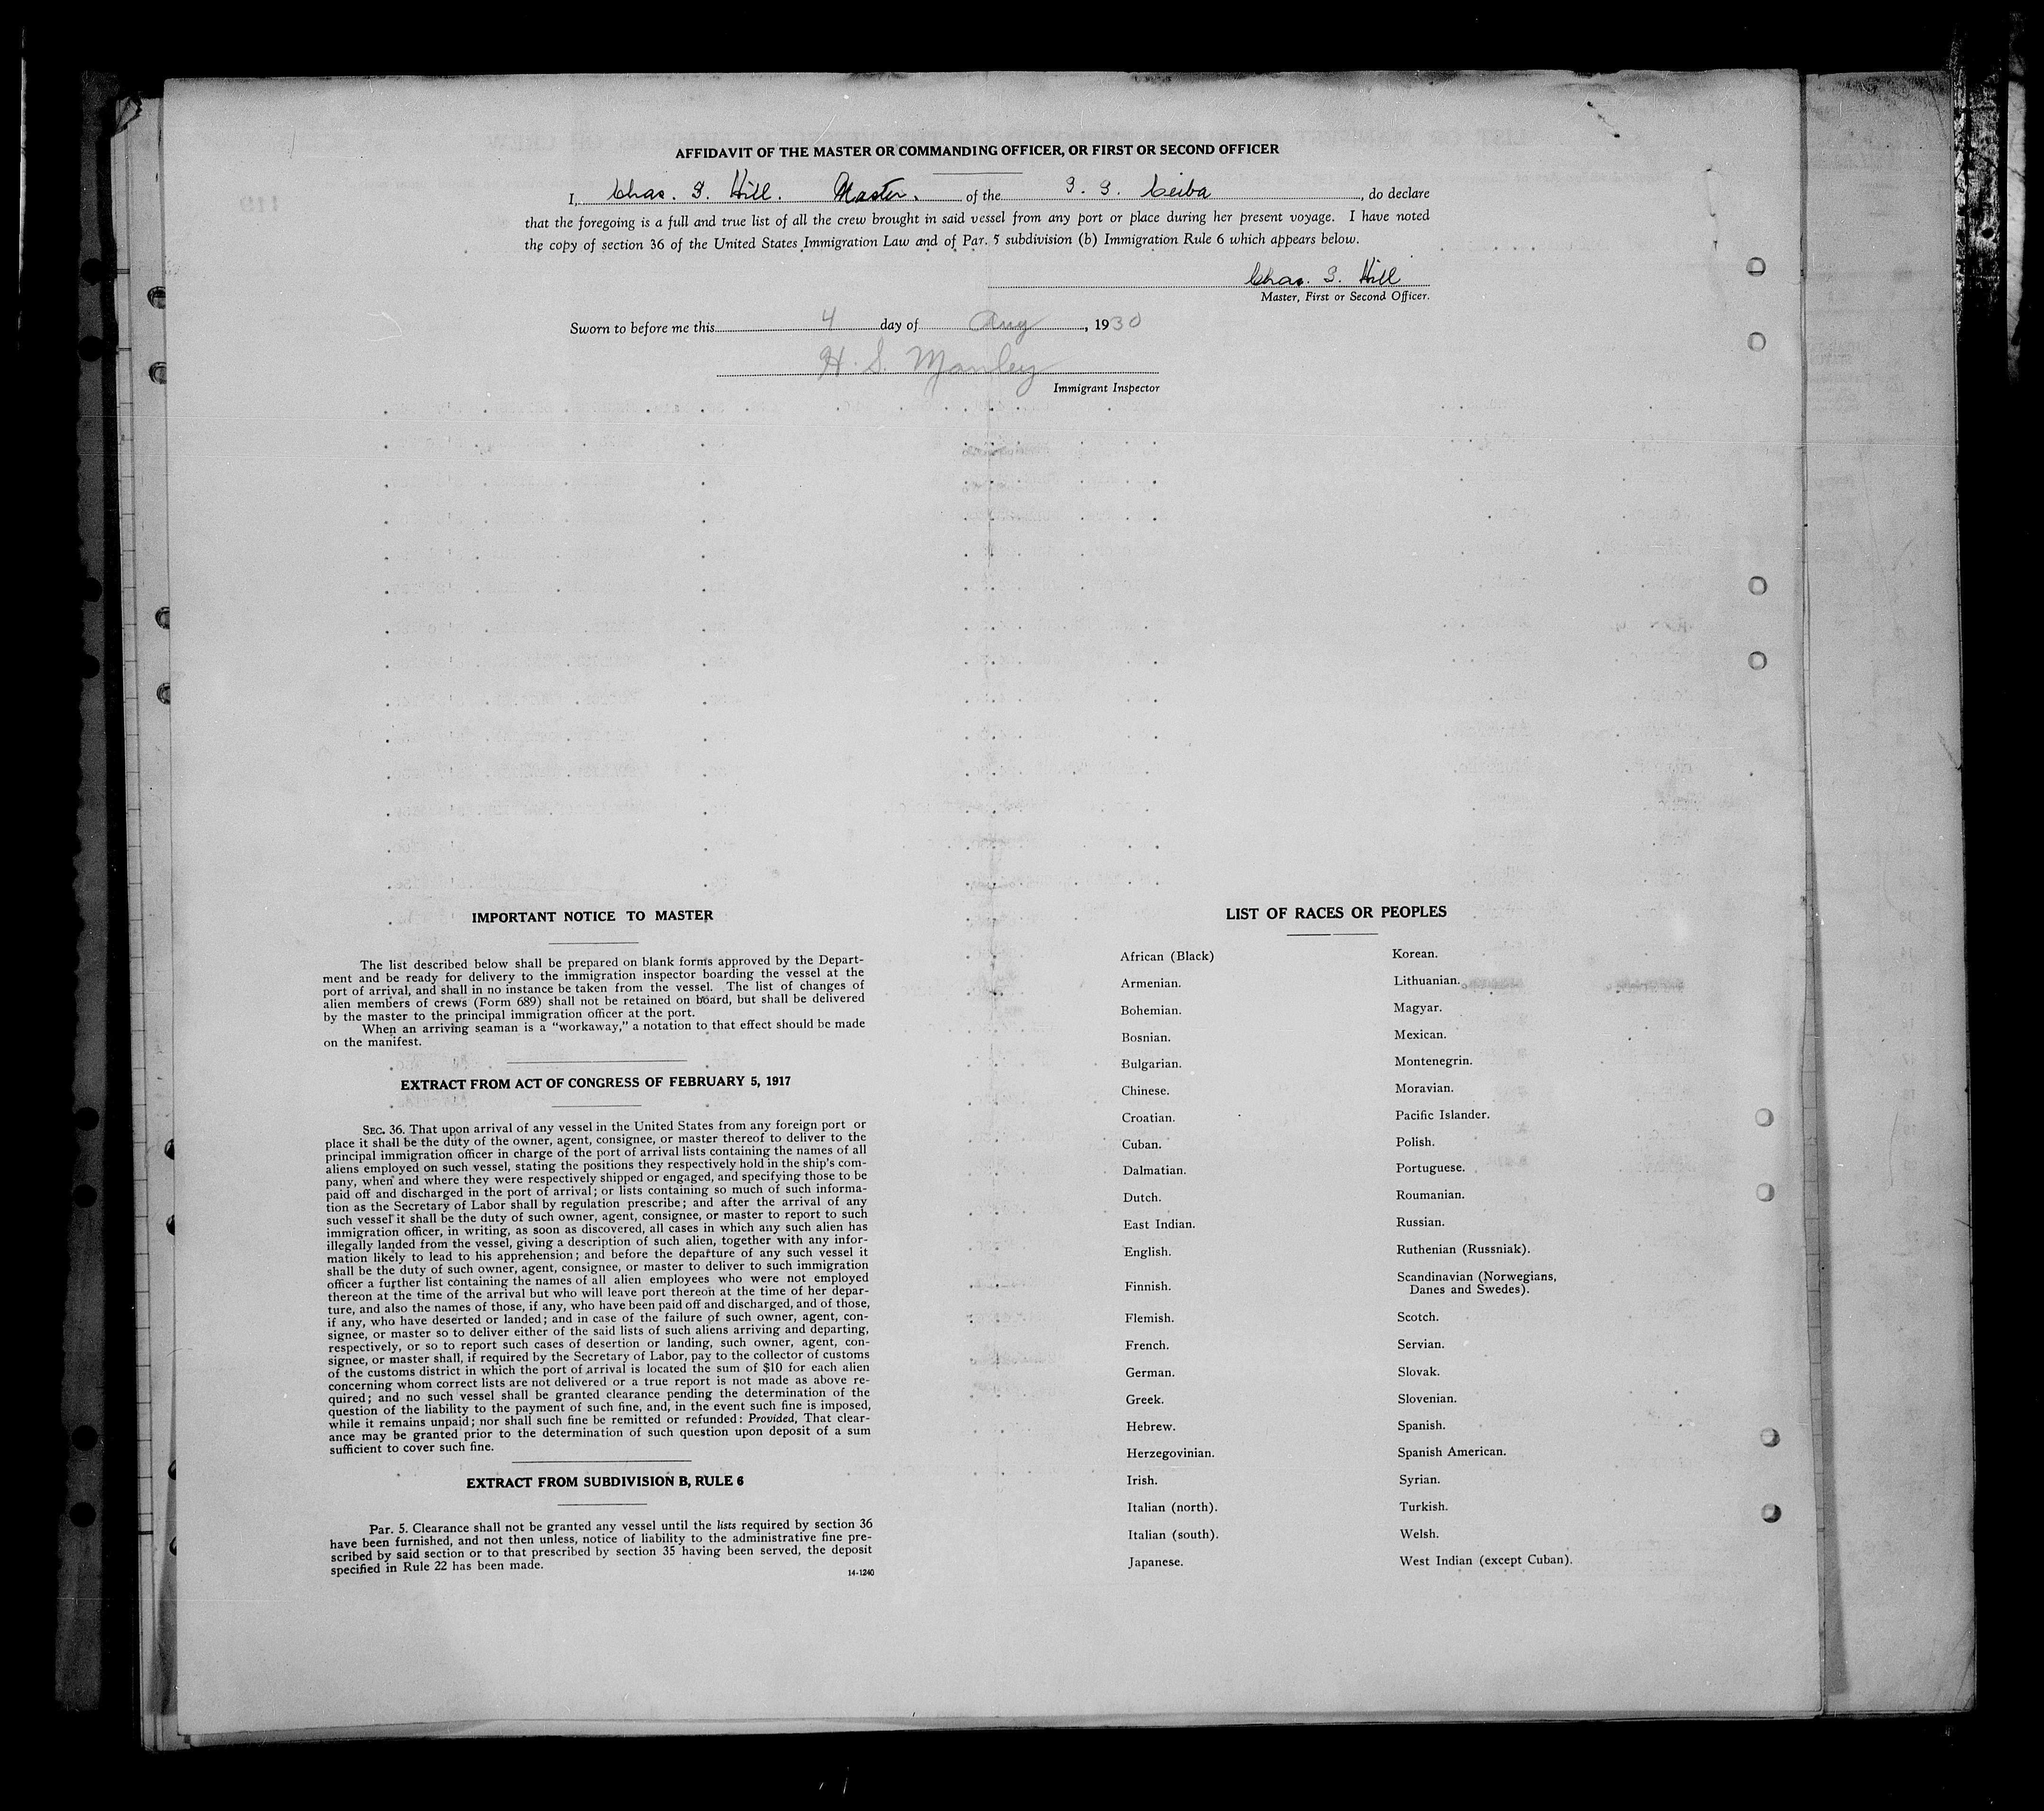 AFFIDAVIT OF THE MASTER OR COMMANDING OFFICER, OR FIRST OR SECOND OFFICER
I, Chas. S. Hill. Master. of the S. S. Ceiba, do declare
that the foregoing is a full and true list of all the crew brought in said vessel from any port or place during her present voyage. I have noted
the copy of section 36 of the United States Immigration Law and of Par. 5 subdivision (b) Immigration Rule 6 which appears below.
Chas. S. Hill
Master, First or Second Officer.
Sworn to before me this 4 day of Aug, 1930
H. S. Manley
Immigrant Inspector
IMPORTANT NOTICE TO MASTER
The list described below shall be prepared on blank forms approved by the Depart-
ment and be ready for delivery to the immigration inspector boarding the vessel at the
port of arrival, and shall in no instance be taken from the vessel. The list of changes of
alien members of crews (Form 689) shall not be retained on board, but shall be delivered
by the master to the principal immigration officer at the port.
When an arriving seaman is a “workaway,” a notation to that effect should be made
on the manifest.
EXTRACT FROM ACT OF CONGRESS OF FEBRUARY 5, 1917
SEC. 36. That upon arrival of any vessel in the United States from any foreign port or
place it shall be the duty of the owner, agent, consignee, or master thereof to deliver to the
principal immigration officer in charge of the port of arrival lists containing the names of all
aliens employed on such vessel, stating the positions they respectively hold in the ship's com-
pany, when and where they were respectively shipped or engaged, and specifying those to be
paid off and discharged in the port of arrival; or lists containing so much of such informa-
tion as the Secretary of Labor shall by regulation prescribe; and after the arrival of any
such vessel it shall be the duty of such owner, agent, consignee, or master to report to such
immigration officer, in writing, as soon as discovered, all cases in which any such alien has
illegally landed from the vessel, giving a description of such alien, together with any infor-
mation likely to lead to his apprehension; and before the departure of any such vessel it
shall be the duty of such owner, agent, consignee, or master to deliver to such immigration
officer a further list containing the names of all alien employees who were not employed
thereon at the time of the arrival but who will leave port thereon at the time of her depar-
ture, and also the names of those, if any, who have been paid off and discharged, and of those,
if any, who have deserted or landed; and in case of the failure of such owner, agent, con-
signee, or master so to deliver either of the said lists of such aliens arriving and departing,
respectively, or so to report such cases of desertion or landing, such owner, agent, con-
signee, or master shall, if required by the Secretary of Labor, pay to the collector of customs
of the customs district in which the port of arrival is located the sum of $10 for each alien
concerning whom correct lists are not delivered or a true report is not made as above re-
quired; and no such vessel shall be granted clearance pending the determination of the
question of the liability to the payment of such fine, and, in the event such fine is imposed,
while it remains unpaid; nor shall such fine be remitted or refunded: Provided, That clear-
ance may be granted prior to the determination of such question upon deposit of a sum
sufficient to cover such fine.
EXTRACT FROM SUBDIVISION B, RULE 6
Par. 5. Clearance shall not be granted any vessel until the lists required by section 36
have been furnished, and not then unless, notice of liability to the administrative fine pre-
scribed by said section or to that prescribed by section 35 having been served, the deposit
specified in Rule 22 has been made.
14-1240
LIST OF RACES OR PEOPLES
African (Black)
Armenian.
Bohemian.
Bosnian.
Bulgarian.
Chinese.
Croatian.
Cuban.
Dalmatian.
Dutch.
East Indian.
English.
Finnish.
Flemish.
French.
German.
Greek.
Hebrew.
Herzegovinian.
Irish.
Italian (north).
Italian (south).
Japanese.
Korean.
Lithuanian.
Magyar.
Mexican.
Montenegrin.
Moravian.
Pacific Islander.
Polish.
Portuguese.
Roumanian.
Russian.
Ruthenian (Russniak).
Scandinavian (Norwegians,
Danes and Swedes).
Scotch.
Servian.
Slovak.
Slovenian.
Spanish.
Spanish American.
Syrian.
Turkish.
Welsh.
West Indian (except Cuban).